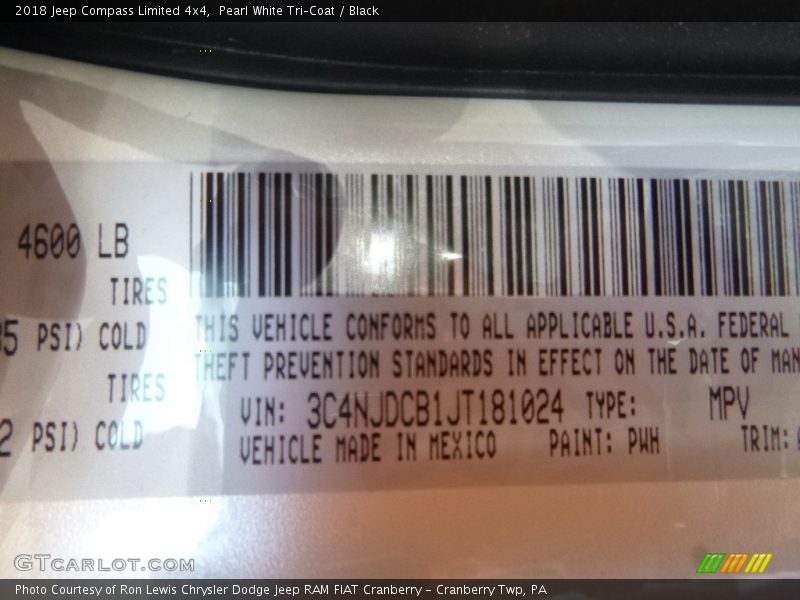 2018 Jeep Compass Limited 4x4, Pearl White Tri-Coat / Black
4600 LB
TIRES
PSI) COLD
TIRES
PSI) COLD
THIS VEHICLE CONFORMS TO ALL APPLICABLE U.S.A. FEDERAL
THEFT PREVENTION STANDARDS IN EFFECT ON THE DATE OF MAN
VIN: 3C4NJDCB1JT181024 TYPE: MPV
VEHICLE MADE IN MEXICO PAINT: PWH TRIM:
GTCARLOT.COM
Photo Courtesy of Ron Lewis Chrysler Dodge Jeep RAM FIAT Cranberry – Cranberry Twp, PA